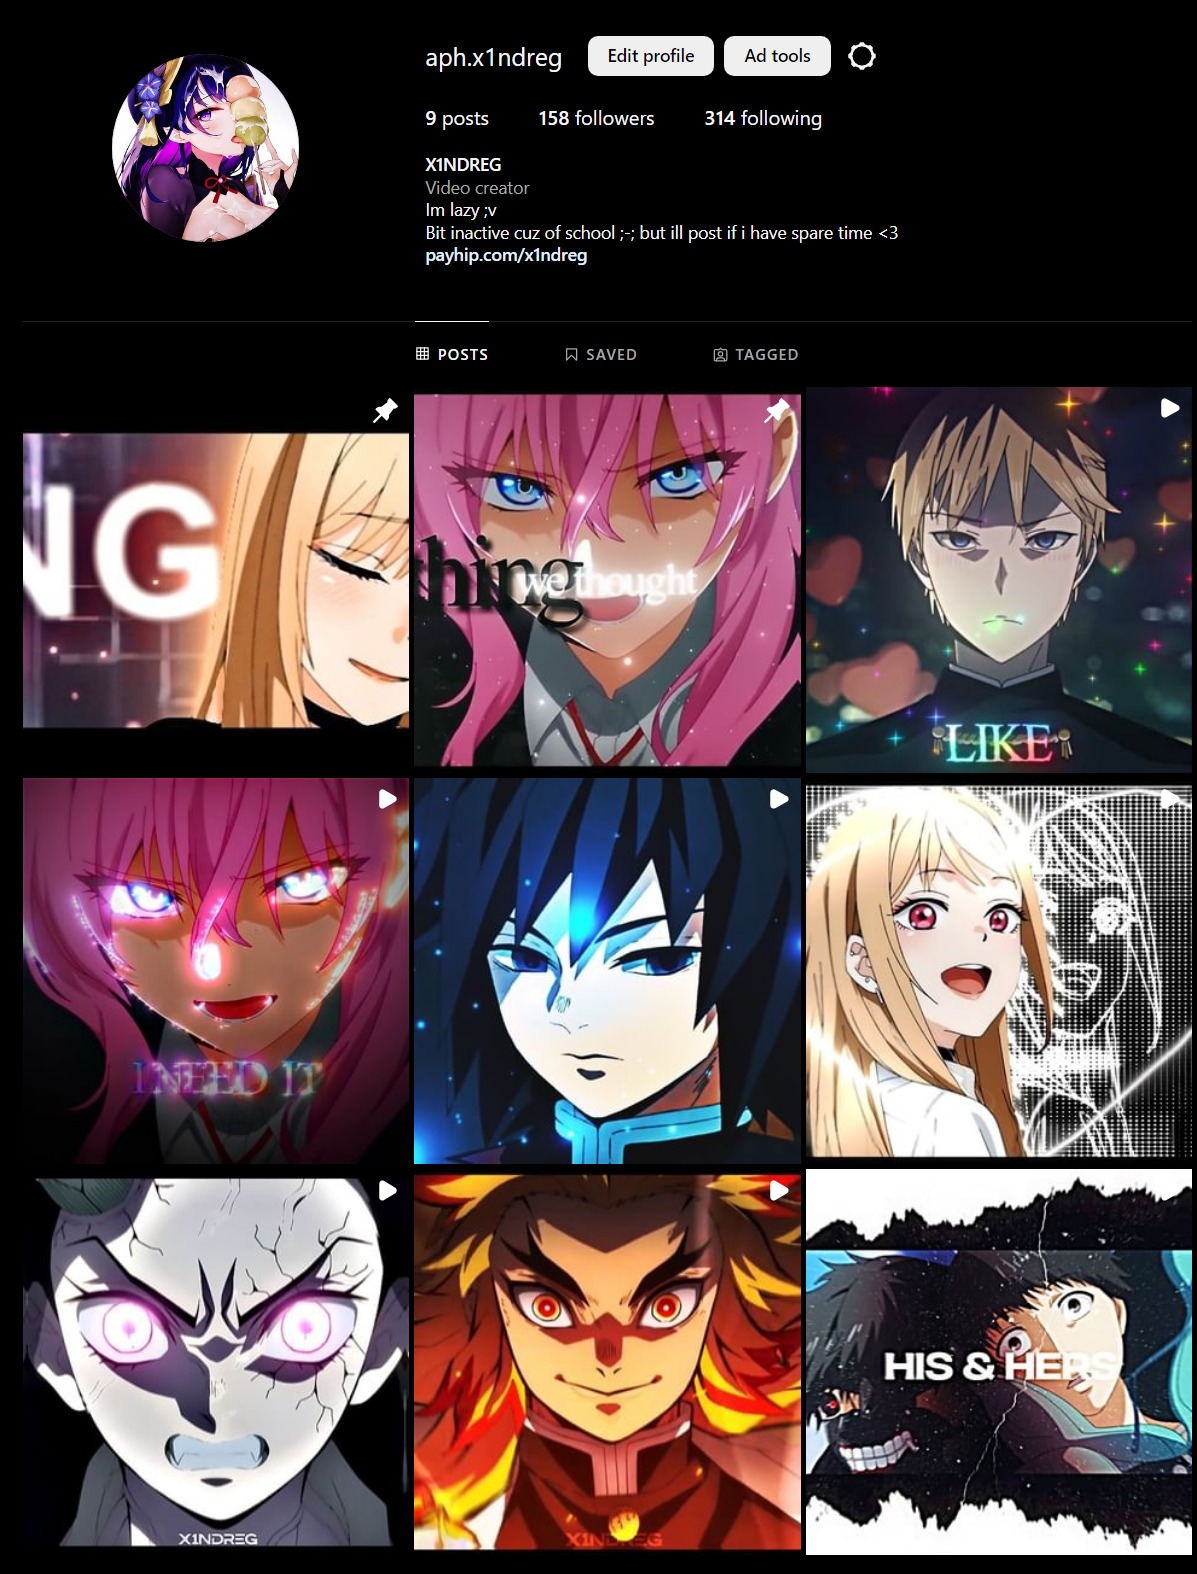 aph.x1ndreg Edit profile Ad tools
9 posts 158 followers 314 following
X1NDREG
Video creator
Im lazy ;v
Bit inactive cuz of school ;-; but ill post if i have spare time <3
payhip.com/x1ndreg
POSTS SAVED TAGGED
NG
thing
we thought
LIKE
I NEED IT
X1NDREG
X1NDREG
HIS & HERS